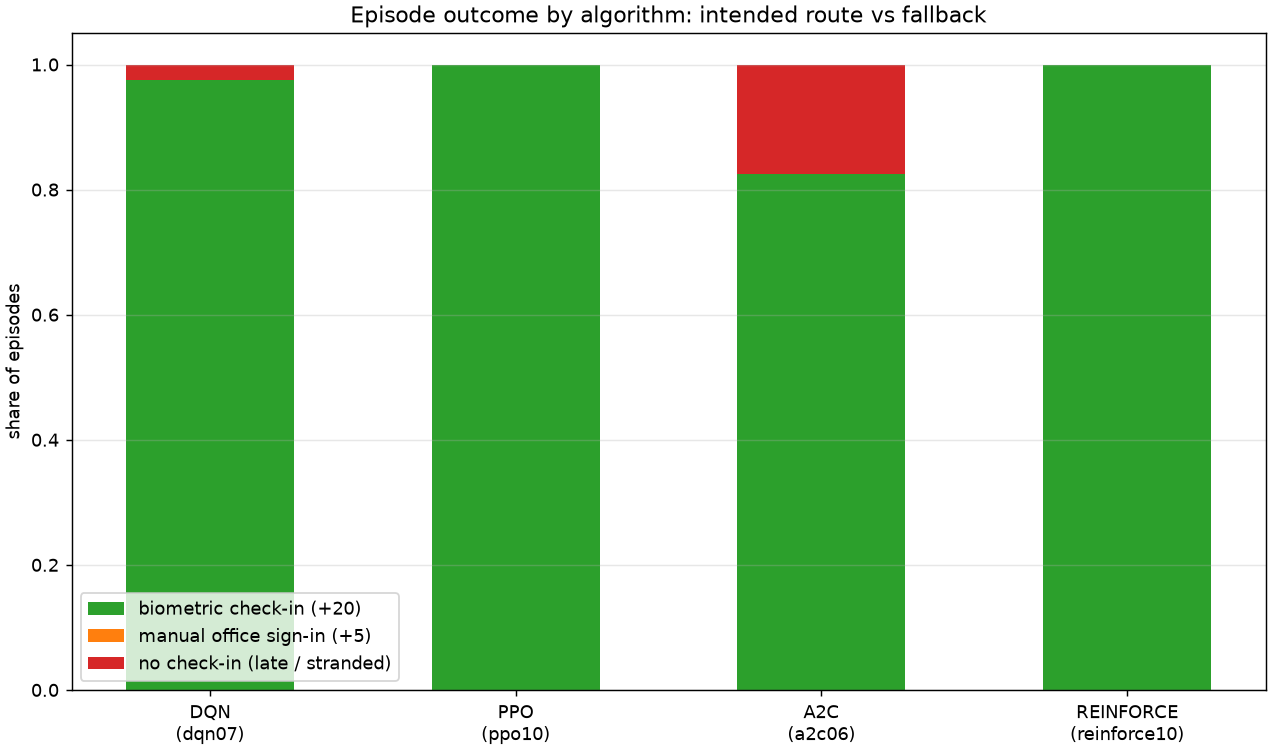 Episode outcome by algorithm: intended route vs fallback
share of episodes
1.0
0.8
0.6
0.4
0.2
0.0
biometric check-in (+20)
manual office sign-in (+5)
no check-in (late / stranded)
DQN
(dqn07)
PPO
(ppo10)
A2C
(a2c06)
REINFORCE
(reinforce10)